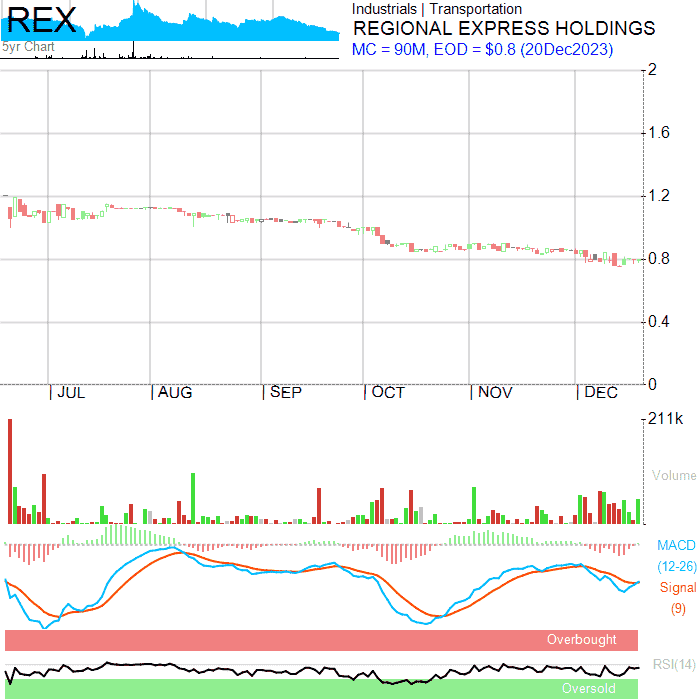 REX
5yr Chart
Industrials | Transportation
REGIONAL EXPRESS HOLDINGS
MC = 90M, EOD = $0.8 (20Dec2023)
2
1.6
1.2
0.8
0.4
0
JUL AUG SEP OCT NOV DEC
211k
Volume
MACD
(12-26)
Signal
(9)
Overbought
RSI(14)
Oversold